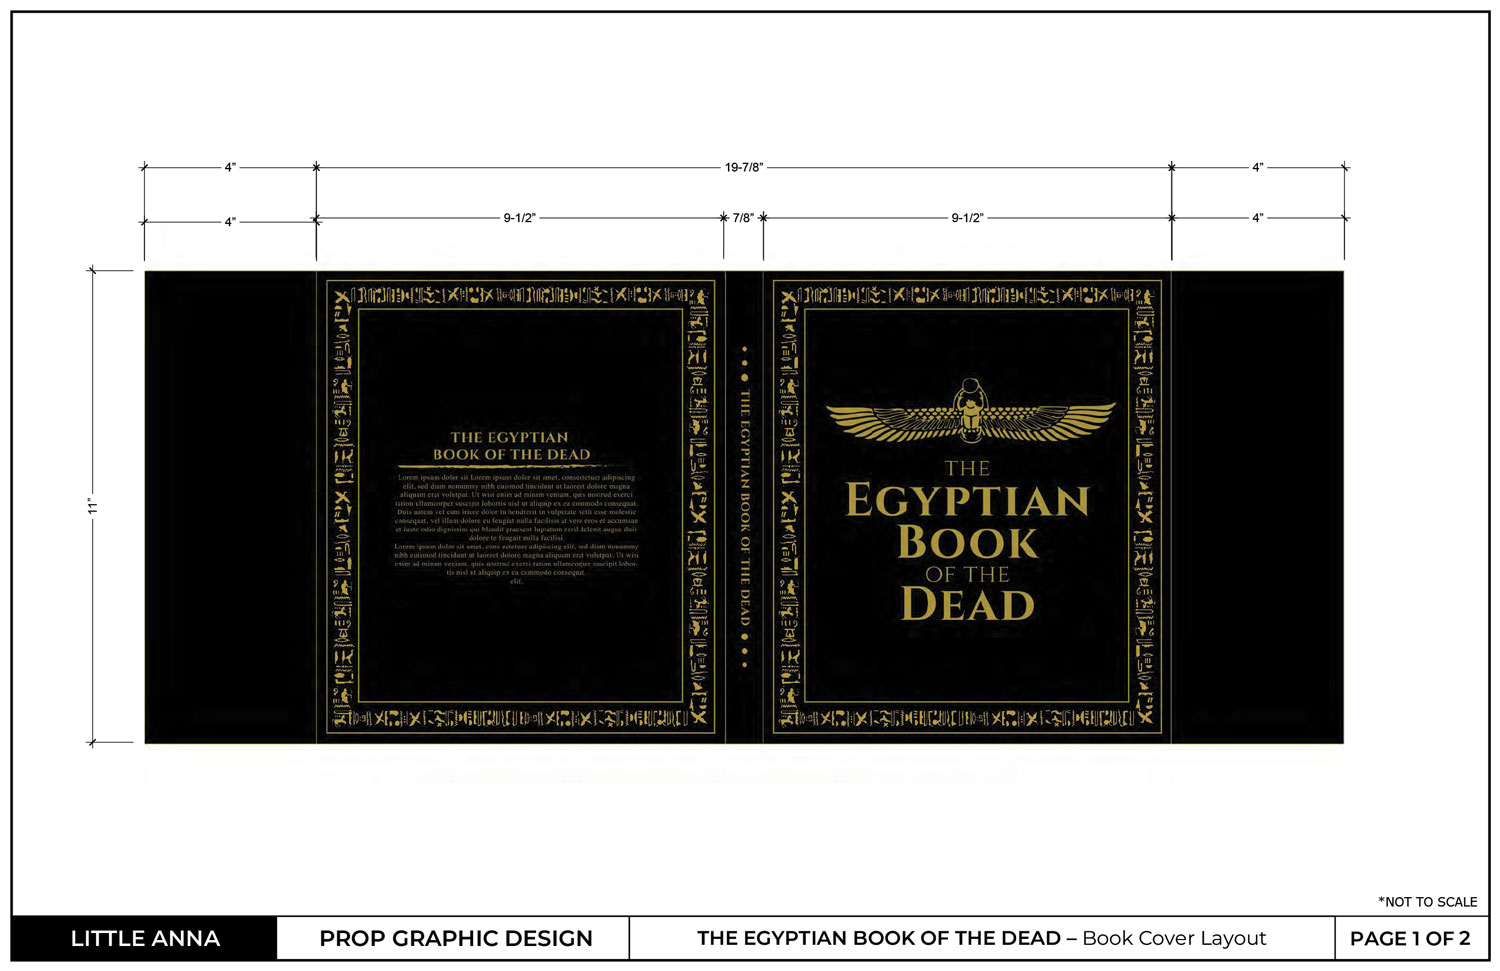 4” 19-7/8” 4”
4” 9-1/2” 7/8” 9-1/2” 4”
11”
THE EGYPTIAN
BOOK OF THE DEAD
Lorem ipsum dolor sit Lorem ipsum dolor sit amet, consectetuer adipiscing
elit, sed diam nonummy nibh euismod tincidunt ut laoreet dolore magna
aliquam erat volutpat. Ut wisi enim ad minim veniam, quis nostrud exerci
tation ullamcorper suscipit lobortis nisl ut aliquip ex ea commodo consequat.
Duis autem vel eum iriure dolor in hendrerit in vulputate velit esse molestie
consequat, vel illum dolore eu feugiat nulla facilisis at vero eros et accumsan
et iusto odio dignissim qui blandit praesent luptatum zzril delenit augue duis
dolore te feugait nulla facilisi.
Lorem ipsum dolor sit amet, cons ectetuer adipiscing elit, sed diam nonummy
nibh euismod tincidunt ut laoreet dolore magna aliquam erat volutpat. Ut wisi
enim ad minim veniam, quis nostrud exerci tation ullamcorper suscipit lobor-
tis nisl ut aliquip ex ea commodo consequat.
elit,
THE EGYPTIAN BOOK OF THE DEAD
THE
EGYPTIAN
BOOK
OF THE
DEAD
*NOT TO SCALE
LITTLE ANNA
PROP GRAPHIC DESIGN
THE EGYPTIAN BOOK OF THE DEAD – Book Cover Layout
PAGE 1 OF 2